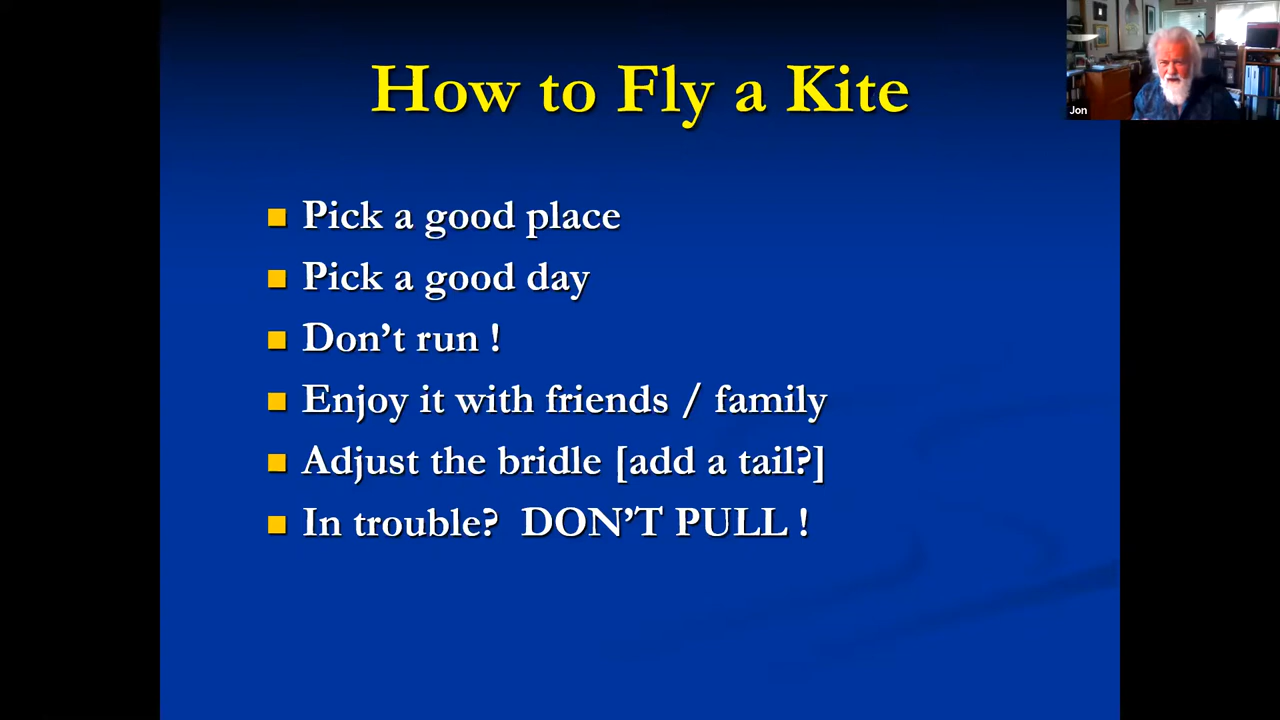 How to Fly a Kite
Jon
Pick a good place
Pick a good day
Don’t run !
Enjoy it with friends / family
Adjust the bridle [add a tail?]
In trouble? DON’T PULL !